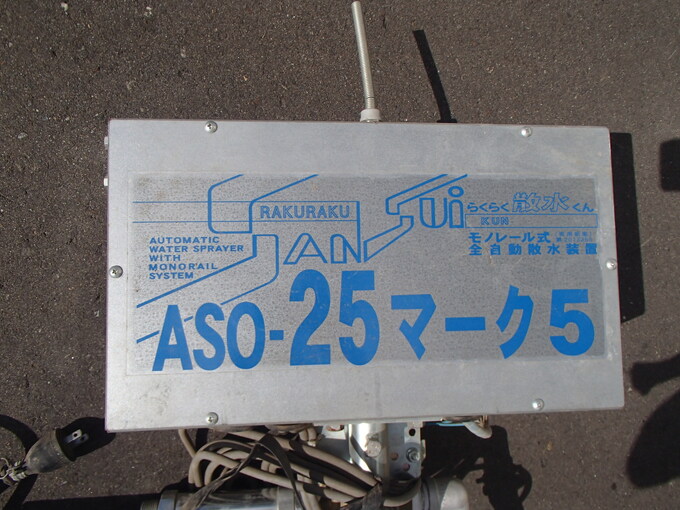 RAKURAKU
SANSUi
らくらく散水くん
KUN
AUTOMATIC
WATER SPRAYER
WITH
MONORAIL
SYSTEM
モノレール式
全自動散水装置
ASO-25マーク5